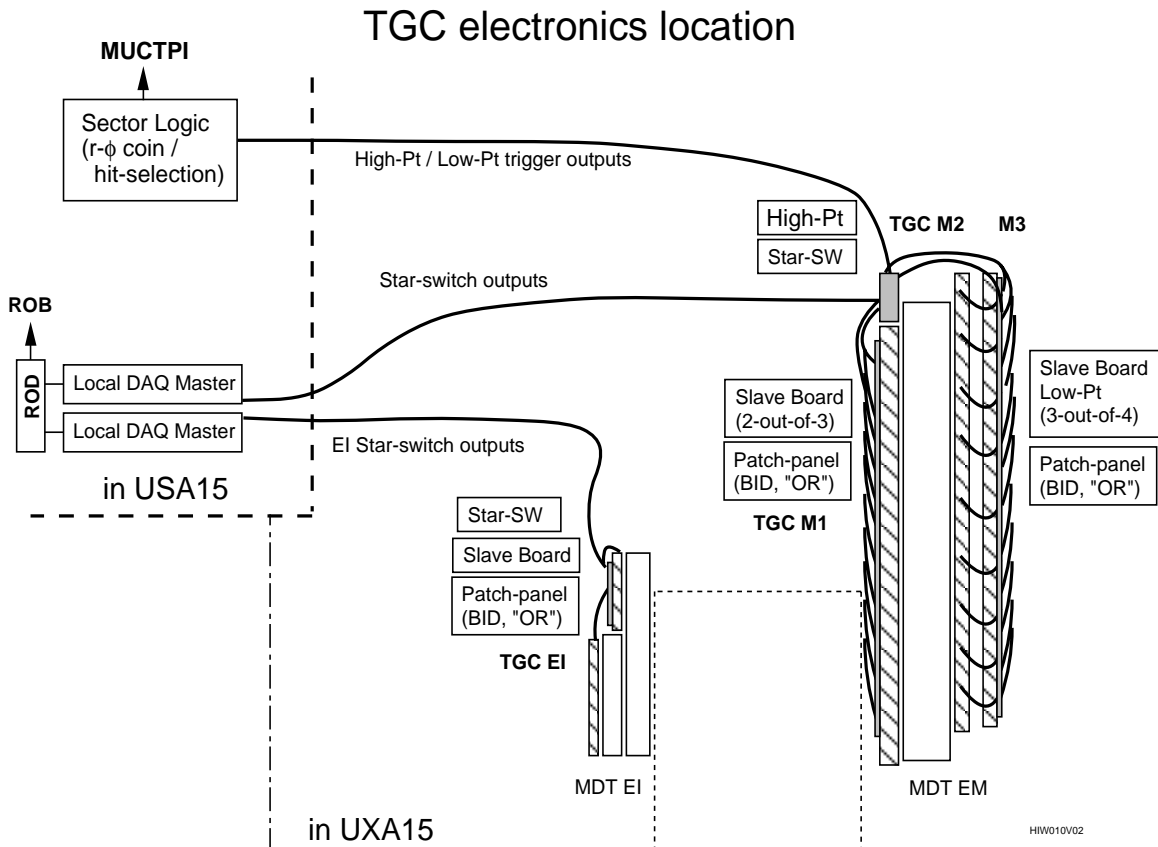 TGC electronics location
MUCTPI
Sector Logic
(r-ϕ coin /
hit-selection)
High-Pt / Low-Pt trigger outputs
High-Pt
Star-SW
TGC M2
M3
Star-switch outputs
ROB
ROD
Local DAQ Master
Local DAQ Master
EI Star-switch outputs
in USA15
Slave Board
(2-out-of-3)
Patch-panel
(BID, "OR")
TGC M1
Slave Board
Low-Pt
(3-out-of-4)
Patch-panel
(BID, "OR")
Star-SW
Slave Board
Patch-panel
(BID, "OR")
TGC EI
MDT EI
MDT EM
in UXA15
HIW010V02